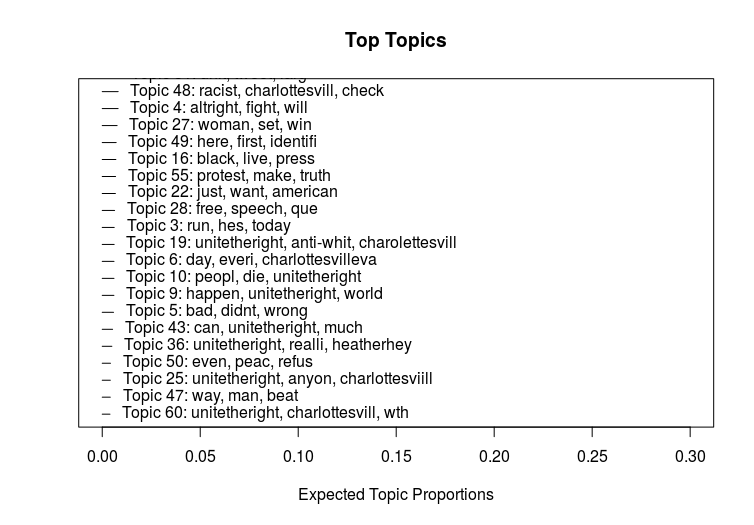 Top Topics
Topic 48: racist, charlottesvill, check
Topic 4: altright, fight, will
Topic 27: woman, set, win
Topic 49: here, first, identifi
Topic 16: black, live, press
Topic 55: protest, make, truth
Topic 22: just, want, american
Topic 28: free, speech, que
Topic 3: run, hes, today
Topic 19: unitetheright, anti-whit, charolettesvill
Topic 6: day, everi, charlottesvilleva
Topic 10: peopl, die, unitetheright
Topic 9: happen, unitetheright, world
Topic 5: bad, didnt, wrong
Topic 43: can, unitetheright, much
Topic 36: unitetheright, realli, heatherhey
Topic 50: even, peac, refus
Topic 25: unitetheright, anyon, charlottesviill
Topic 47: way, man, beat
Topic 60: unitetheright, charlottesvill, wth
0.00 0.05 0.10 0.15 0.20 0.25 0.30
Expected Topic Proportions